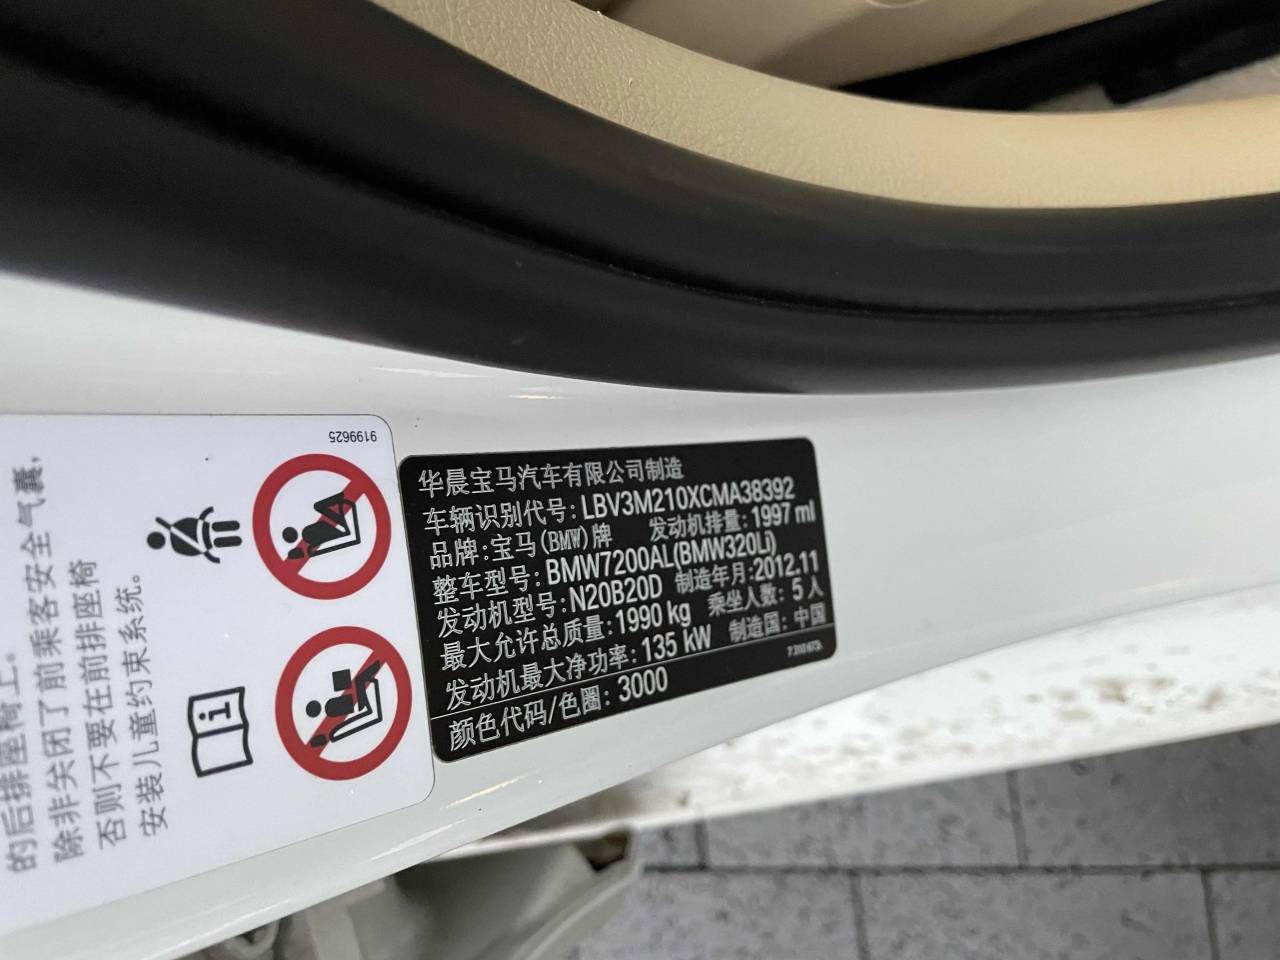 9199625
的后排座椅上。
除非关闭了前乘客安全气囊,
否则不要在前排座椅
安装儿童约束系统。
华晨宝马汽车有限公司制造
车辆识别代号: LBV3M210XCMA38392
品牌:宝马(BMW)牌 发动机排量: 1997 ml
整车型号: BMW7200AL(BMW320Li)
发动机型号: N20B20D 制造年月: 2012.11
最大允许总质量: 1990 kg 乘坐人数: 5 人
发动机最大净功率: 135 kW 制造国: 中国
颜色代码/色圈: 3000